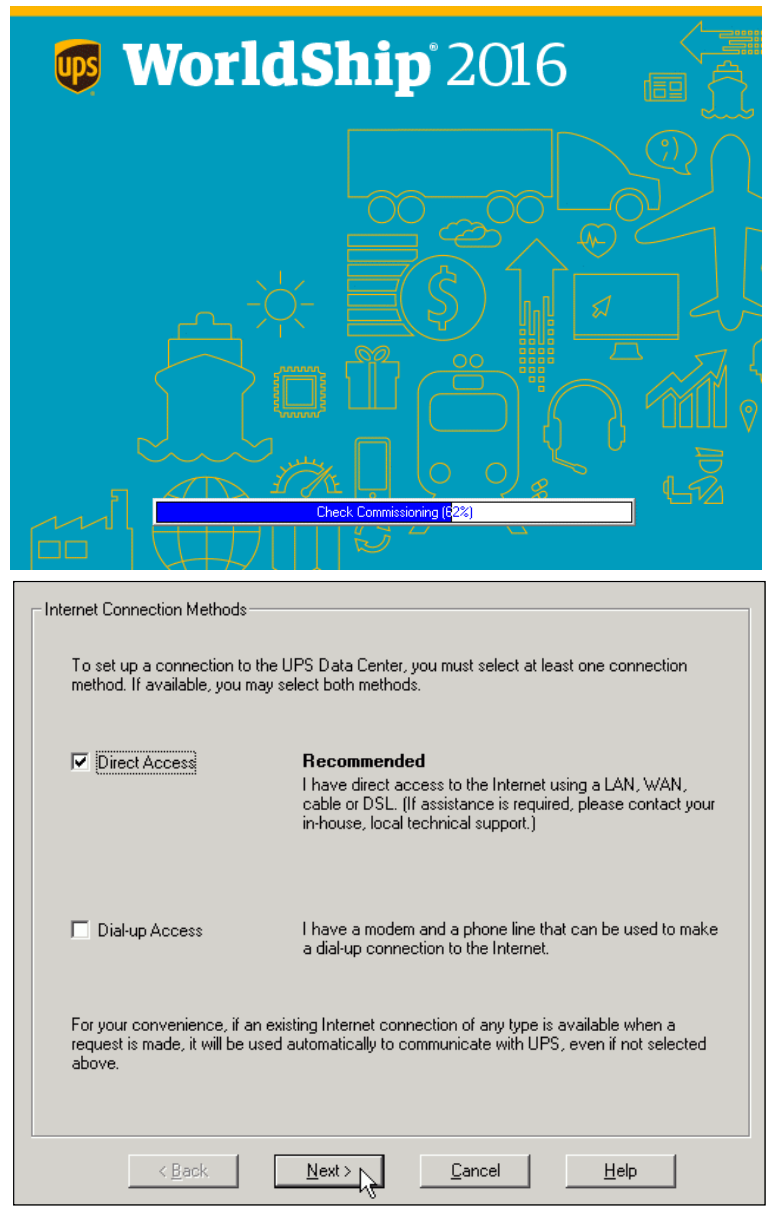 ups WorldShip® 2016
Check Commissioning (62%)
Internet Connection Methods
To set up a connection to the UPS Data Center, you must select at least one connection
method. If available, you may select both methods.
Direct Access
Recommended
I have direct access to the Internet using a LAN, WAN,
cable or DSL. (If assistance is required, please contact your
in-house, local technical support.)
Dial-up Access
I have a modem and a phone line that can be used to make
a dial-up connection to the Internet.
For your convenience, if an existing Internet connection of any type is available when a
request is made, it will be used automatically to communicate with UPS, even if not selected
above.
< Back Next > Cancel Help